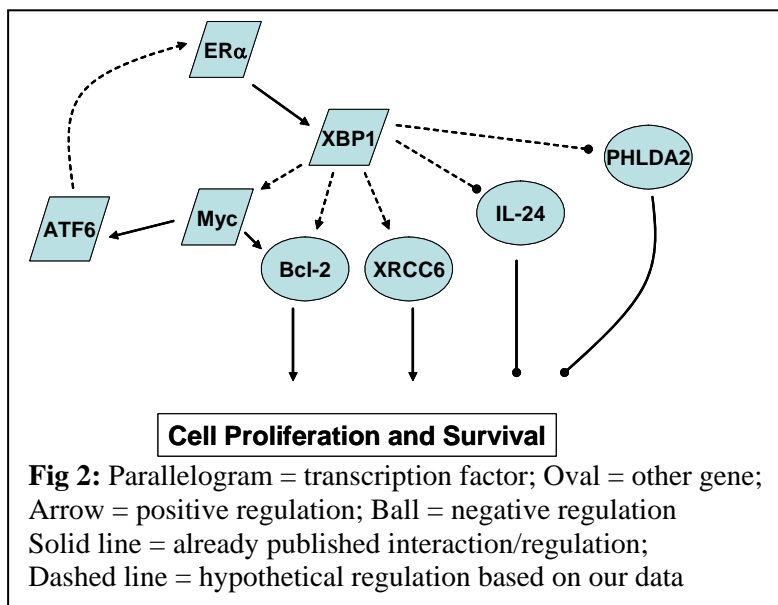 ERα
XBP1
PHLDA2
IL-24
ATF6
Myc
Bcl-2
XRCC6
Cell Proliferation and Survival
Fig 2: Parallelogram = transcription factor; Oval = other gene;
Arrow = positive regulation; Ball = negative regulation
Solid line = already published interaction/regulation;
Dashed line = hypothetical regulation based on our data